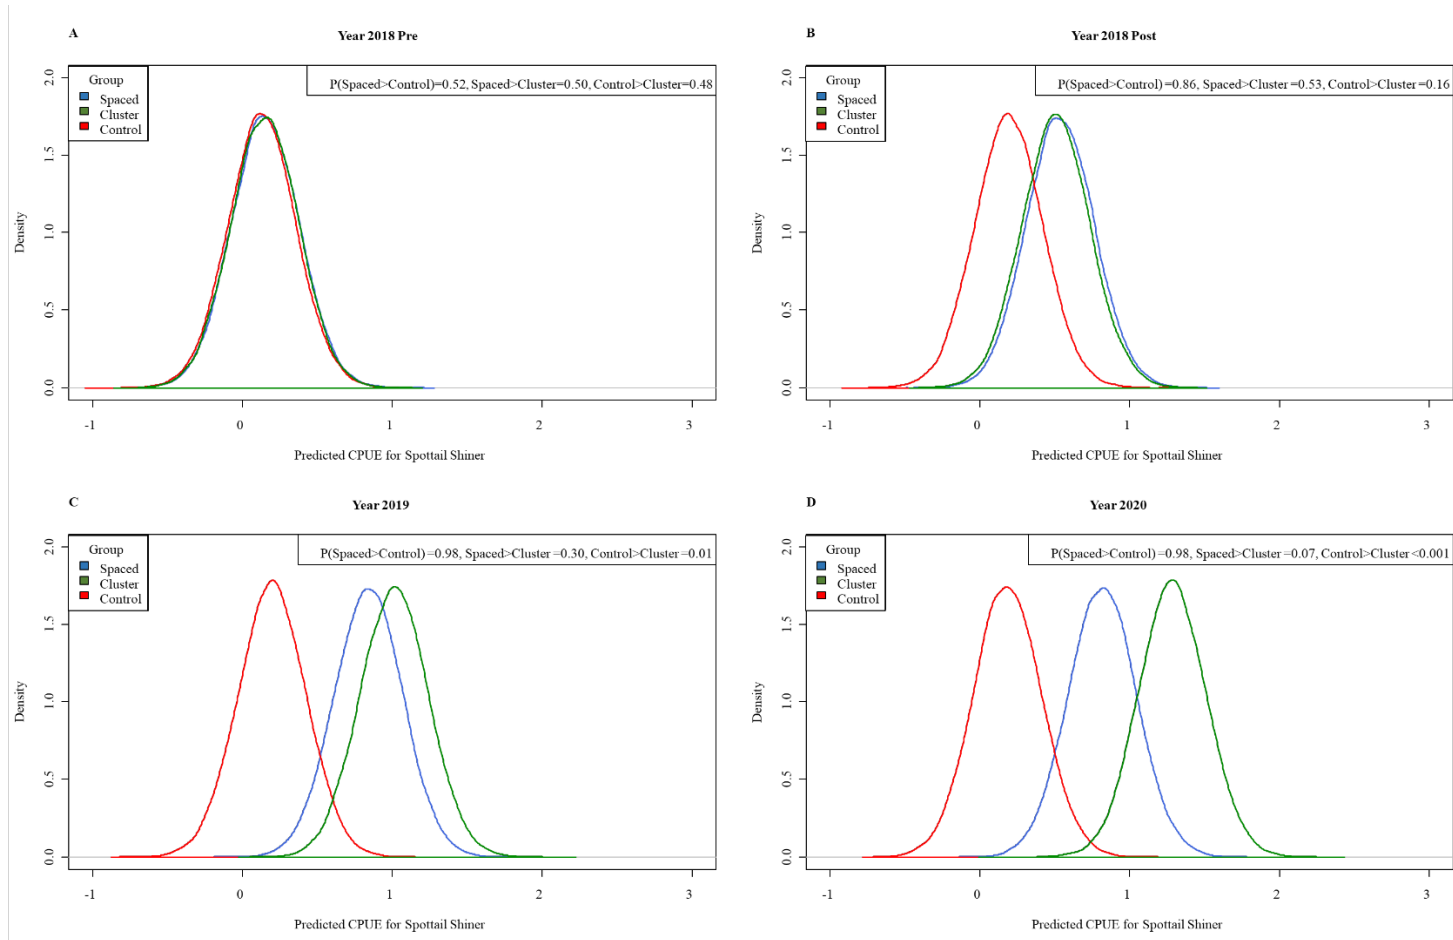 A
Year 2018 Pre
P(Spaced>Control)=0.52, Spaced>Cluster=0.50, Control>Cluster=0.48
Group
Spaced
Cluster
Control
2.0
1.5
1.0
0.5
0.0
Density
-1 0 1 2 3
Predicted CPUE for Spottail Shiner
B
Year 2018 Post
P(Spaced>Control)=0.86, Spaced>Cluster=0.53, Control>Cluster=0.16
Group
Spaced
Cluster
Control
2.0
1.5
1.0
0.5
0.0
Density
-1 0 1 2 3
Predicted CPUE for Spottail Shiner
C
Year 2019
P(Spaced>Control)=0.98, Spaced>Cluster=0.30, Control>Cluster=0.01
Group
Spaced
Cluster
Control
2.0
1.5
1.0
0.5
0.0
Density
-1 0 1 2 3
Predicted CPUE for Spottail Shiner
D
Year 2020
P(Spaced>Control)=0.98, Spaced>Cluster=0.07, Control>Cluster<0.001
Group
Spaced
Cluster
Control
2.0
1.5
1.0
0.5
0.0
Density
-1 0 1 2 3
Predicted CPUE for Spottail Shiner